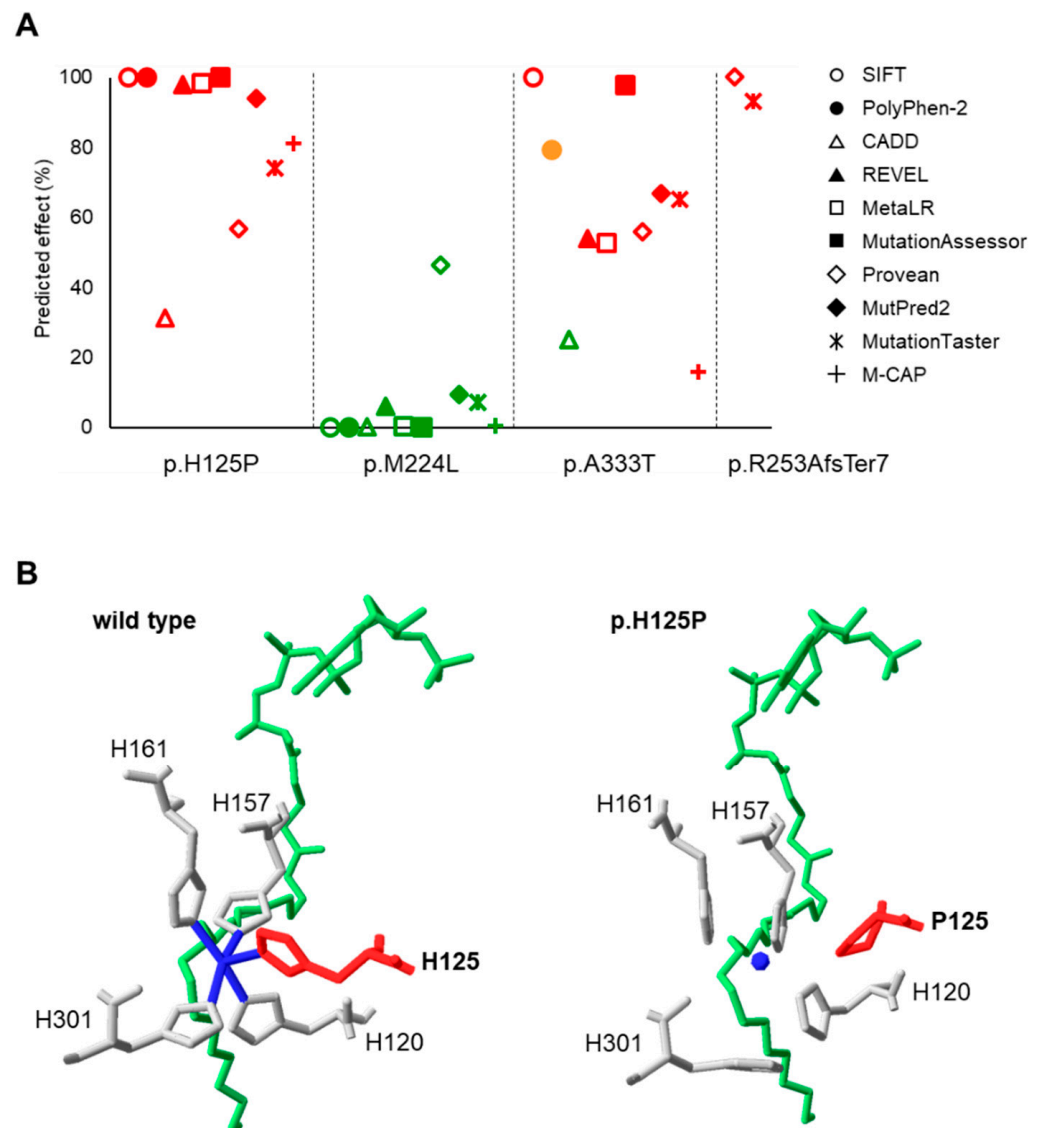 A
Predicted effect (%)
100
80
60
40
20
0
p.H125P
p.M224L
p.A333T
p.R253AfsTer7
SIFT
PolyPhen-2
CADD
REVEL
MetaLR
MutationAssessor
Provean
MutPred2
MutationTaster
M-CAP
B
wild type
H161
H157
H125
H301
H120
p.H125P
H161
H157
P125
H120
H301